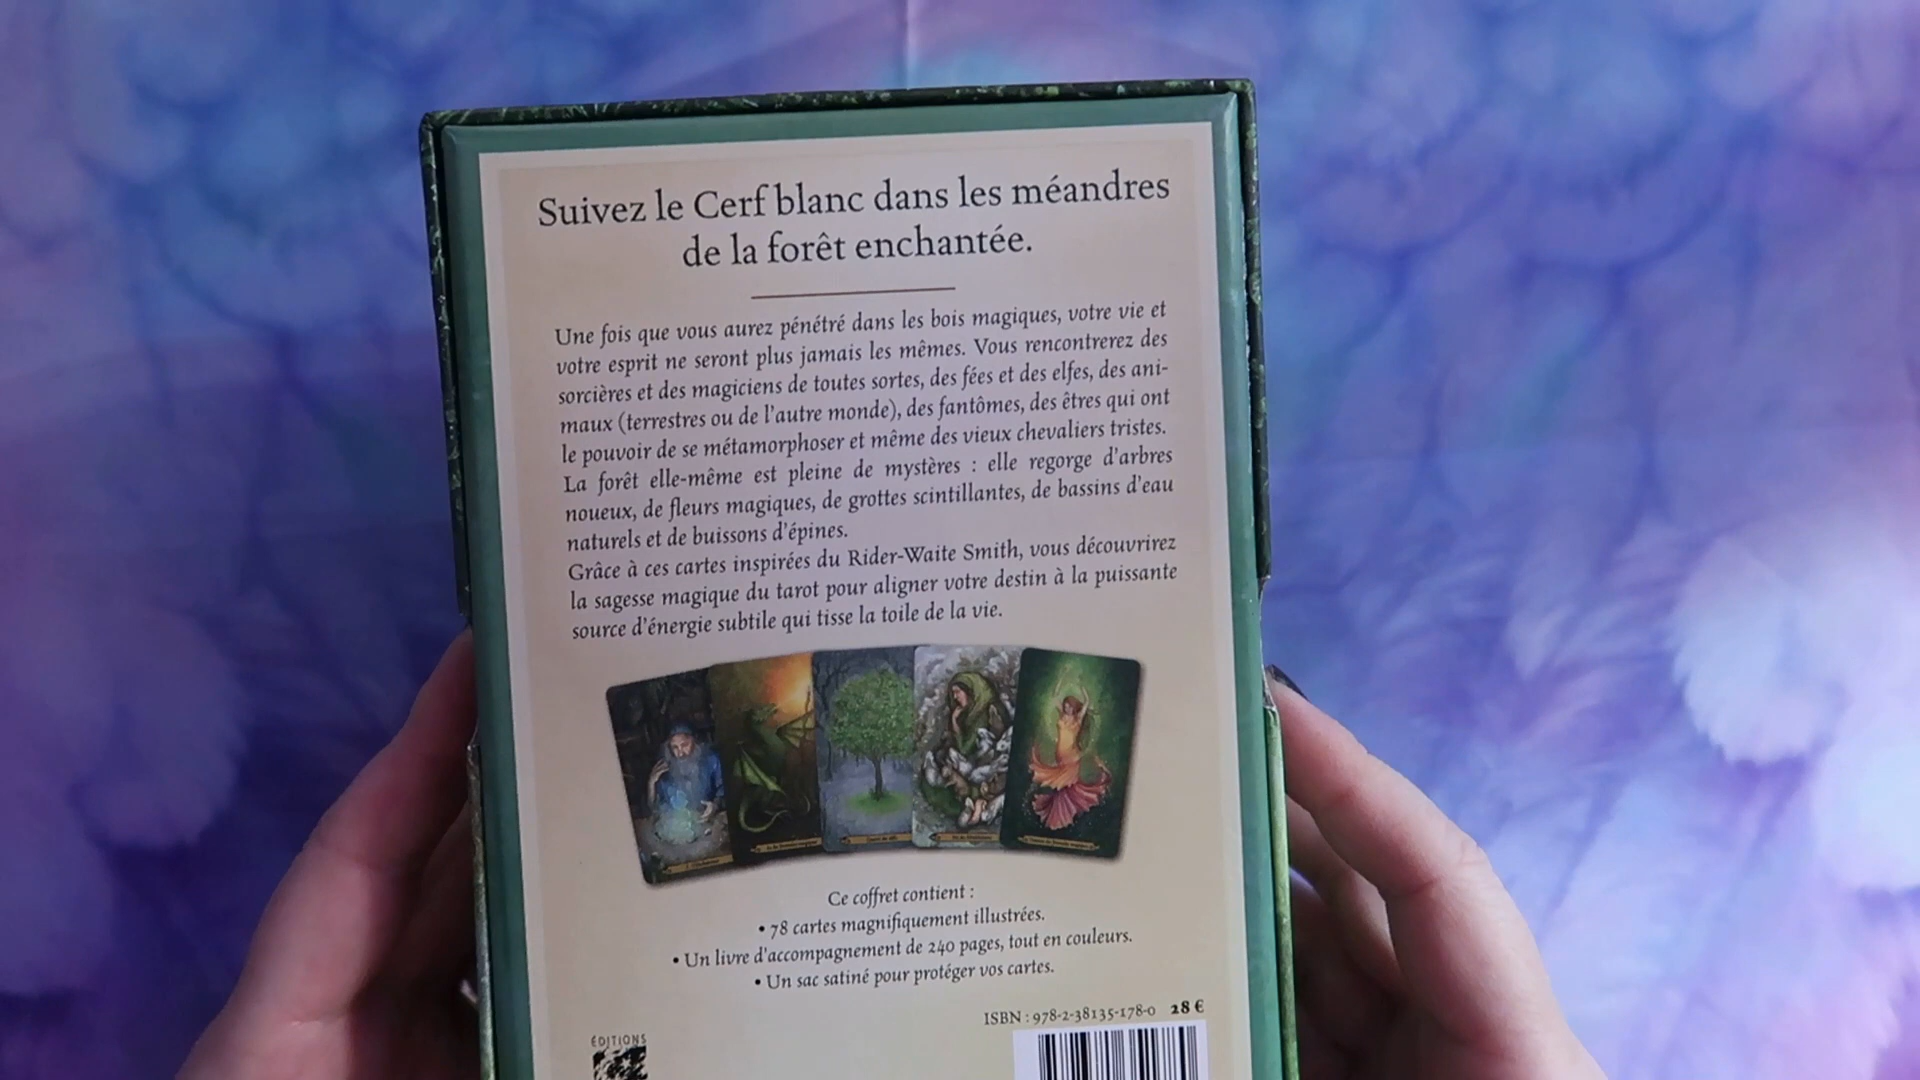 Suivez le Cerf blanc dans les méandres
de la forêt enchantée.
Une fois que vous aurez pénétré dans les bois magiques, votre vie et
votre esprit ne seront plus jamais les mêmes. Vous rencontrerez des
sorcières et des magiciens de toutes sortes, des fées et des elfes, des ani-
maux (terrestres ou de l'autre monde), des fantômes, des êtres qui ont
le pouvoir de se métamorphoser et même des vieux chevaliers tristes.
La forêt elle-même est pleine de mystères : elle regorge d'arbres
noueux, de fleurs magiques, de grottes scintillantes, de bassins d'eau
naturels et de buissons d'épines.
Grâce à ces cartes inspirées du Rider-Waite Smith, vous découvrirez
la sagesse magique du tarot pour aligner votre destin à la puissante
source d'énergie subtile qui tisse la toile de la vie.
Ce coffret contient :
• 78 cartes magnifiquement illustrées.
• Un livre d'accompagnement de 240 pages, tout en couleurs.
• Un sac satiné pour protéger vos cartes.
ISBN : 978-2-38135-178-0 28 €
ÉDITIONS